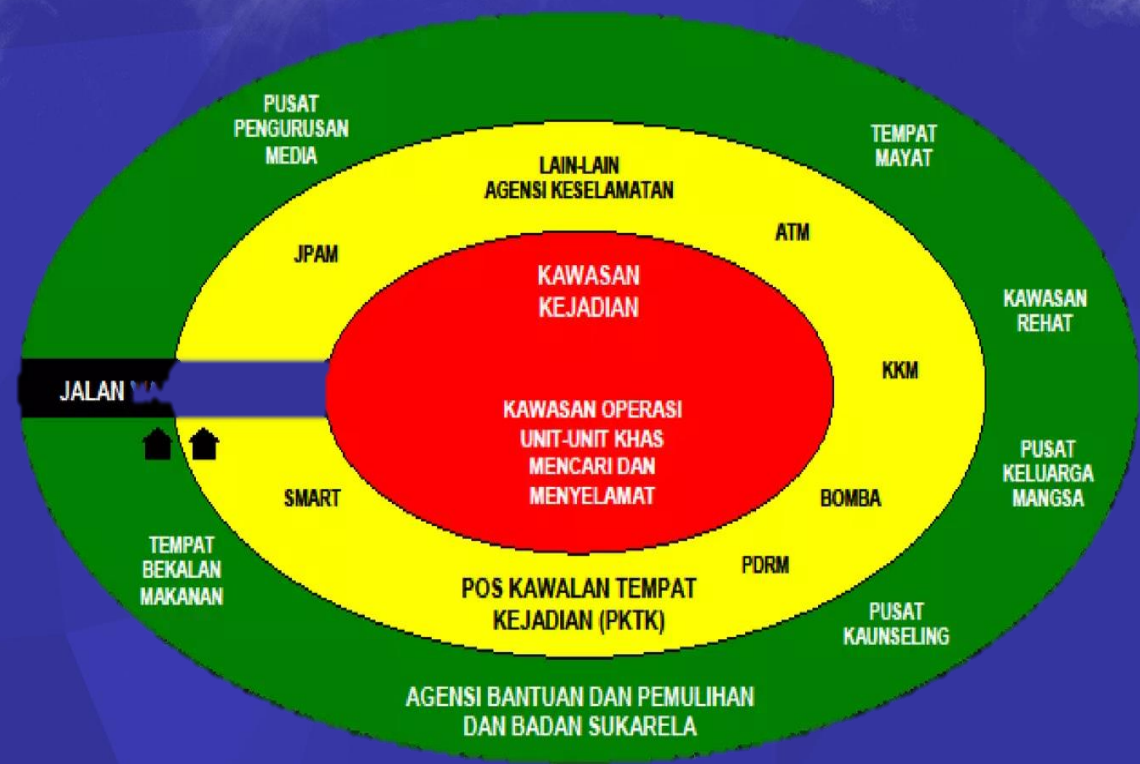 PUSAT
PENGURUSAN
MEDIA
TEMPAT
MAYAT
LAIN-LAIN
AGENSI KESELAMATAN
JPAM
ATM
KAWASAN
KEJADIAN
KAWASAN
REHAT
JALAN
KKM
KAWASAN OPERASI
UNIT-UNIT KHAS
MENCARI DAN
MENYELAMAT
PUSAT
KELUARGA
MANGSA
SMART
BOMBA
TEMPAT
BEKALAN
MAKANAN
PDRM
POS KAWALAN TEMPAT
KEJADIAN (PKTK)
PUSAT
KAUNSELING
AGENSI BANTUAN DAN PEMULIHAN
DAN BADAN SUKARELA